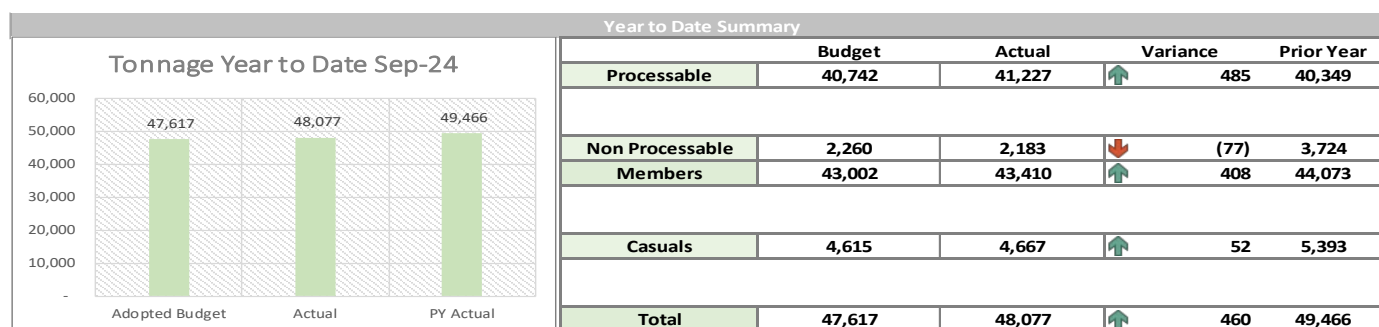 Year to Date Summary
Tonnage Year to Date Sep-24
60,000
50,000
40,000
30,000
20,000
10,000
-
47,617
48,077
49,466
Adopted Budget Actual PY Actual
Budget Actual Variance Prior Year
Processable 40,742 41,227 485 40,349
Non Processable 2,260 2,183 (77) 3,724
Members 43,002 43,410 408 44,073
Casuals 4,615 4,667 52 5,393
Total 47,617 48,077 460 49,466